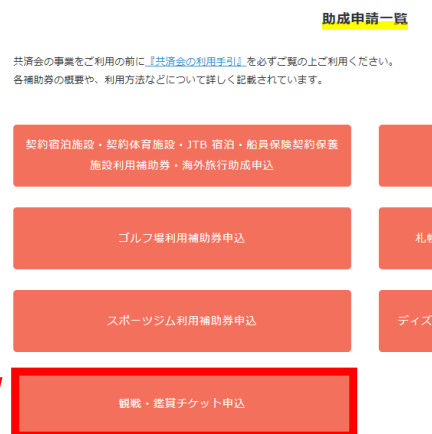 助成申請一覧
共済会の事業をご利用の前に『共済会の利用手引』を必ずご覧の上ご利用ください。
各補助券の概要や、利用方法などについて詳しく記載されています。
契約宿泊施設・契約体育施設・JTB 宿泊・船員保険契約保養
施設利用補助券・海外旅行助成申込
ゴルフ場利用補助券申込
札幌
スポーツジム利用補助券申込
ディズ
観戦・鑑賞チケット申込